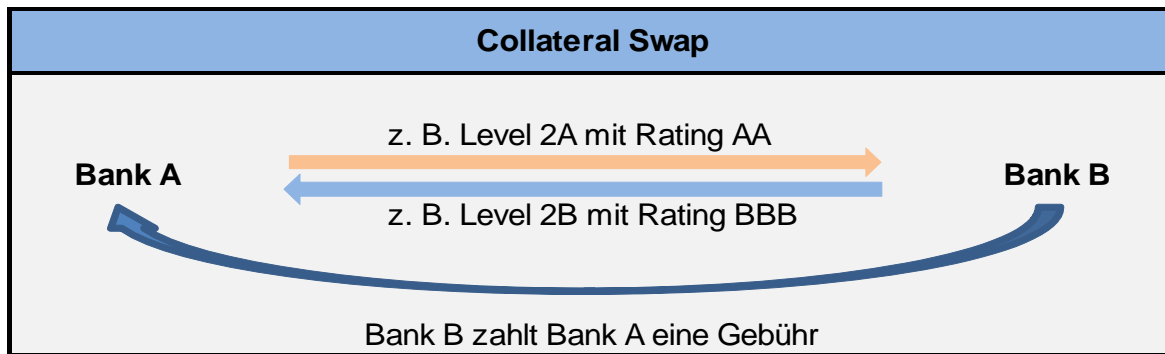 Collateral Swap
z. B. Level 2A mit Rating AA
Bank A
Bank B
z. B. Level 2B mit Rating BBB
Bank B zahlt Bank A eine Gebühr